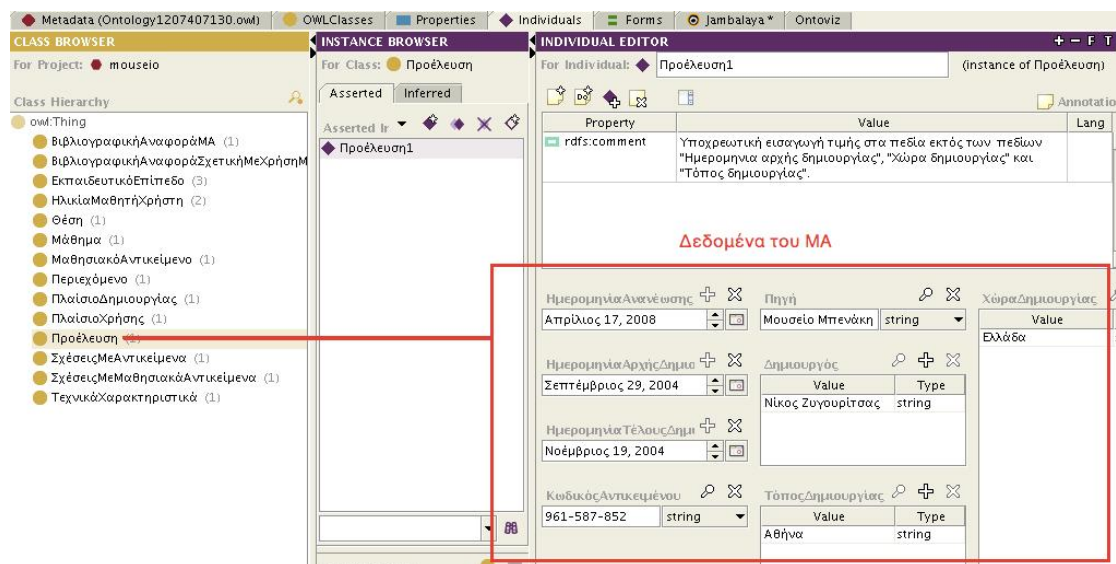 Metadata (Ontology1207407130.owl) OWLClasses Properties Individuals Forms Jambalaya * Ontoviz
CLASS BROWSER
For Project: mouseio
Class Hierarchy
owl:Thing
ΒιβλιογραφικήΑναφοράΜΑ (1)
ΒιβλιογραφικήΑναφοράΣχετικήΜεΧρήσηΜ
ΕκπαιδευτικόΕπίπεδο (3)
ΗλικίαΜαθητήΧρήστη (2)
Θέση (1)
Μάθημα (1)
ΜαθησιακόΑντικείμενο (1)
Περιεχόμενο (1)
ΠλαίσιοΔημιουργίας (1)
ΠλαίσιοΧρήσης (1)
Προέλευση (1)
ΣχέσειςΜεΑντικείμενα (1)
ΣχέσειςΜεΜαθησιακάΑντικείμενα (1)
ΤεχνικάΧαρακτηριστικά (1)
INSTANCE BROWSER
For Class: Προέλευση
Asserted Inferred
Asserted Ir
Προέλευση1
INDIVIDUAL EDITOR + − F T
For Individual: Προέλευση1 (instance of Προέλευση)
Annotatio
Property Value Lang
rdfs:comment Υποχρεωτική εισαγωγή τιμής στα πεδία εκτός των πεδίων
"Ημερομηνια αρχής δημιουργίας", "Χώρα δημιουργίας" και
"Τόπος δημιουργίας".
Δεδομένα του ΜΑ
ΗμερομηνίαΑνανέωσης
Απρίλιος 17, 2008
ΗμερομηνίαΑρχήςΔημιο
Σεπτέμβριος 29, 2004
ΗμερομηνίαΤέλουςΔημι
Νοέμβριος 19, 2004
ΚωδικόςΑντικειμένου
961-587-852 string
Πηγή
Μουσείο Μπενάκη string
Δημιουργός
Value Type
Νίκος Ζυγουρίτσας string
ΤόποςΔημιουργίας
Value Type
Αθήνα string
ΧώραΔημιουργίας
Value
Ελλάδα